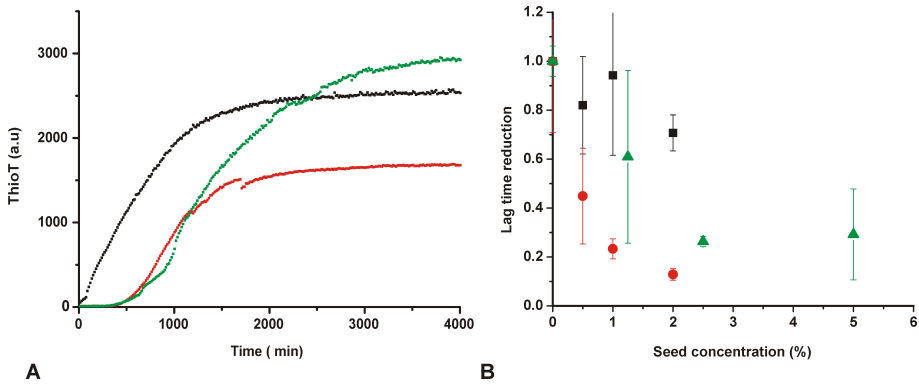 ThioT (a.u)
3000
2000
1000
0
0 1000 2000 3000 4000
Time ( min)
A
Lag time reduction
1.2
1.0
0.8
0.6
0.4
0.2
0.0
0 1 2 3 4 5 6
Seed concentration (%)
B